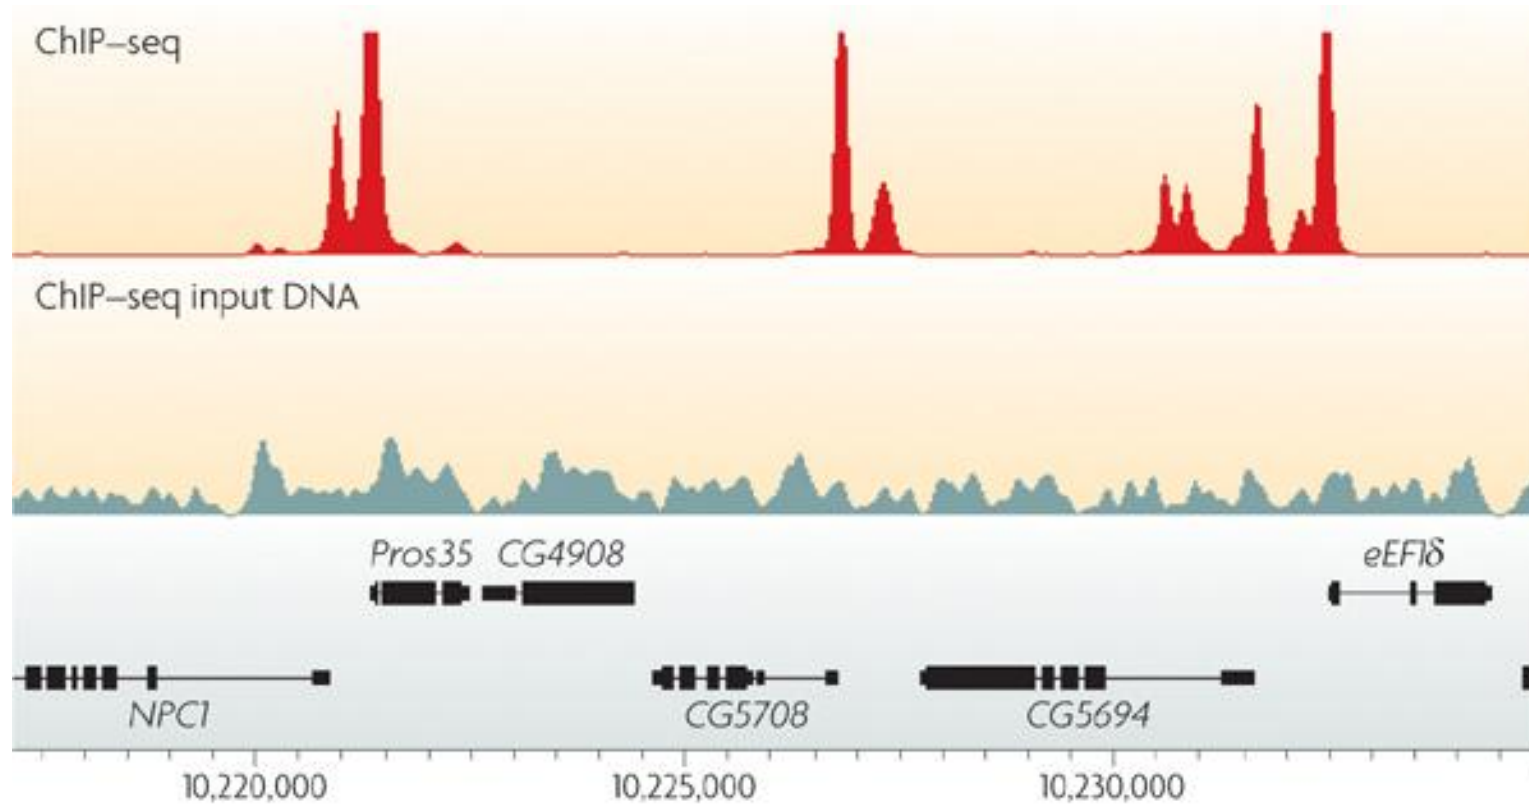 ChIP–seq
ChIP–seq input DNA
Pros35 CG4908 eEF1δ
NPC1 CG5708 CG5694
10,220,000 10,225,000 10,230,000